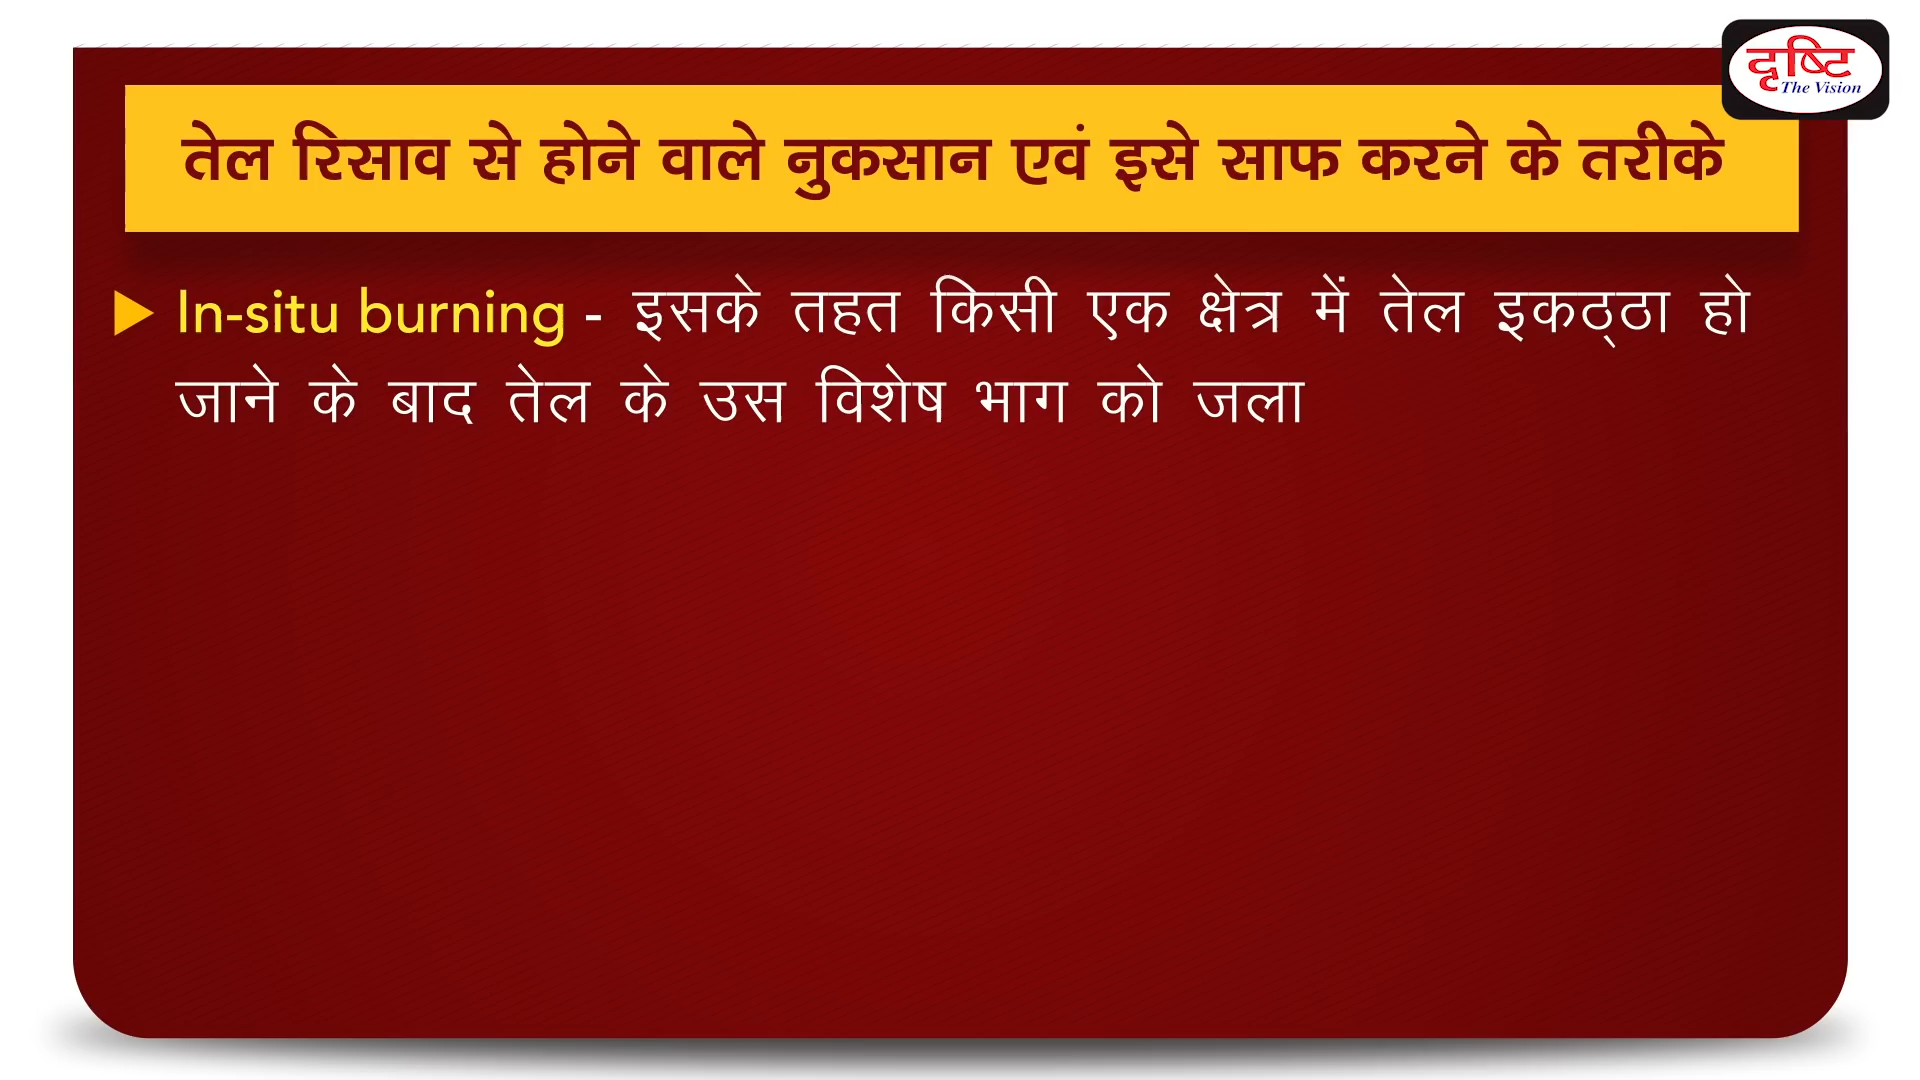 दृष्टि
The Vision
तेल रिसाव से होने वाले नुकसान एवं इसे साफ करने के तरीके
In-situ burning - इसके तहत किसी एक क्षेत्र में तेल इकठ्ठा हो
जाने के बाद तेल के उस विशेष भाग को जला